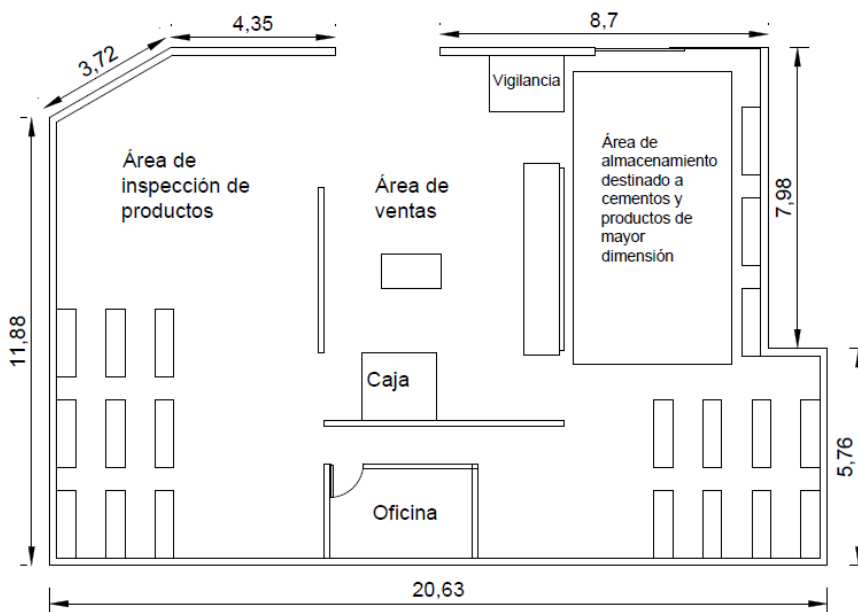 4,35
8,7
3,72
Vigilancia
Área de
inspección de
productos
Área de
ventas
Área de
almacenamiento
destinado a
cementos y
productos de
mayor
dimensión
7,98
11,88
Caja
5,76
Oficina
20,63